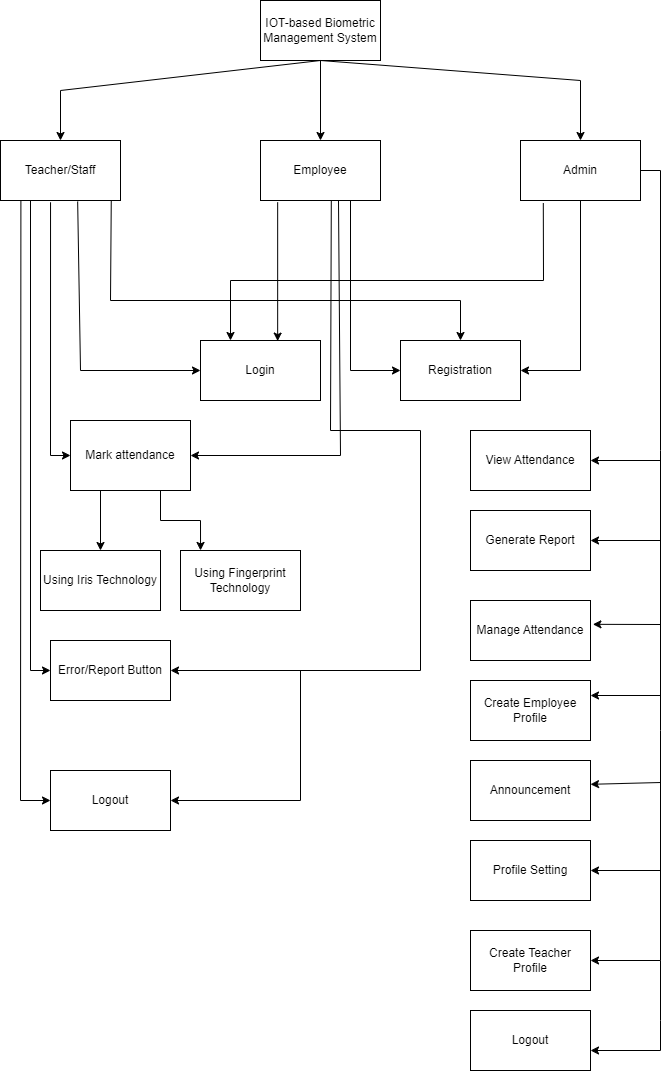 IOT-based Biometric
Management System
Teacher/Staff
Employee
Admin
Login
Registration
Mark attendance
View Attendance
Generate Report
Using Iris Technology
Using Fingerprint
Technology
Manage Attendance
Error/Report Button
Create Employee
Profile
Logout
Announcement
Profile Setting
Create Teacher
Profile
Logout